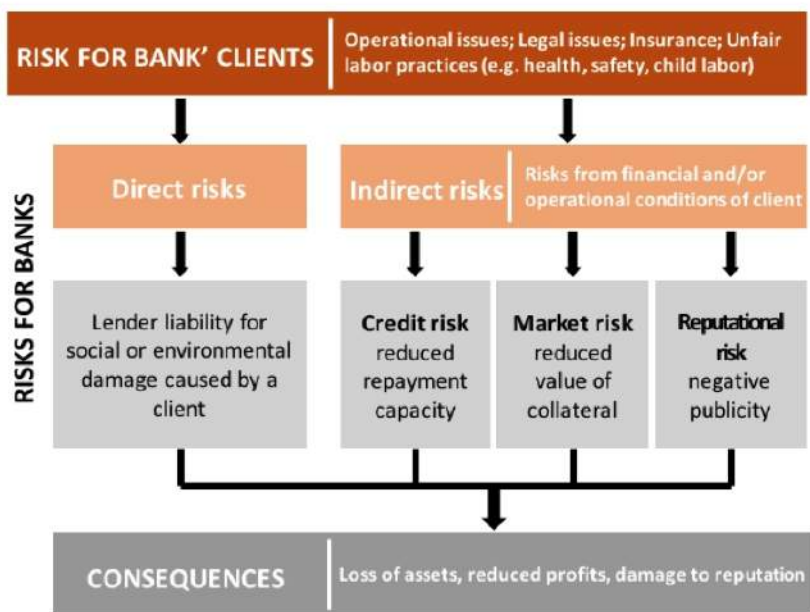 RISK FOR BANK' CLIENTS
Operational issues; Legal issues; Insurance; Unfair
labor practices (e.g. health, safety, child labor)
RISKS FOR BANKS
Direct risks
Indirect risks
Risks from financial and/or
operational conditions of client
Lender liability for
social or environmental
damage caused by a
client
Credit risk
reduced
repayment
capacity
Market risk
reduced
value of
collateral
Reputational
risk
negative
publicity
CONSEQUENCES
Loss of assets, reduced profits, damage to reputation